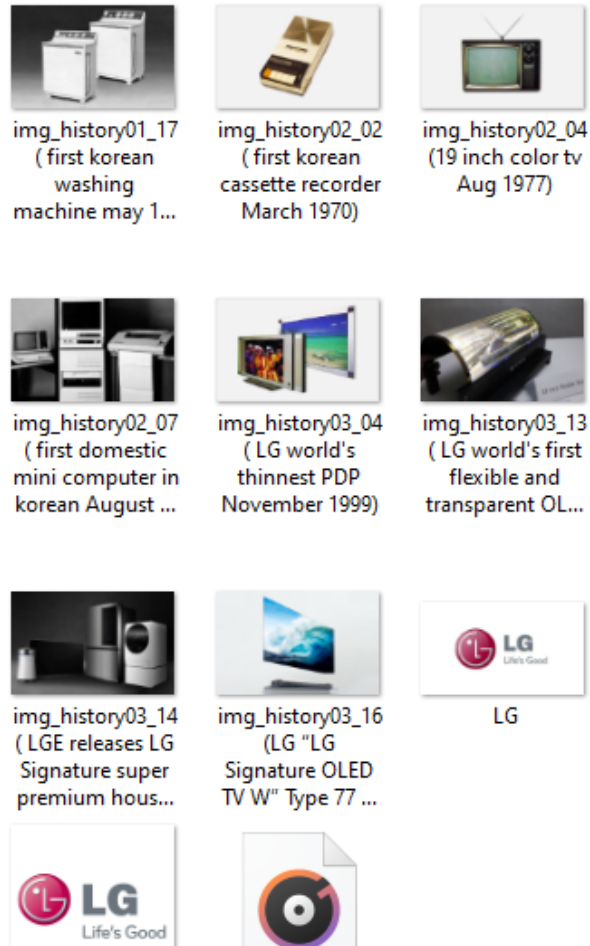 img_history01_17
( first korean
washing
machine may 1...
img_history02_02
( first korean
cassette recorder
March 1970)
img_history02_04
(19 inch color tv
Aug 1977)
img_history02_07
( first domestic
mini computer in
korean August ...
img_history03_04
( LG world's
thinnest PDP
November 1999)
img_history03_13
( LG world's first
flexible and
transparent OL...
img_history03_14
( LGE releases LG
Signature super
premium hous...
img_history03_16
(LG "LG
Signature OLED
TV W" Type 77 ...
LG
Life's Good
LG
LG
Life's Good